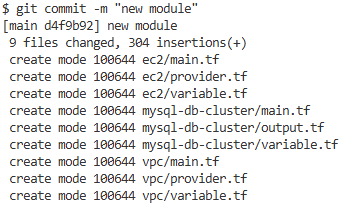 $ git commit -m "new module"
[main d4f9b92] new module
 9 files changed, 304 insertions(+)
 create mode 100644 ec2/main.tf
 create mode 100644 ec2/provider.tf
 create mode 100644 ec2/variable.tf
 create mode 100644 mysql-db-cluster/main.tf
 create mode 100644 mysql-db-cluster/output.tf
 create mode 100644 mysql-db-cluster/variable.tf
 create mode 100644 vpc/main.tf
 create mode 100644 vpc/provider.tf
 create mode 100644 vpc/variable.tf